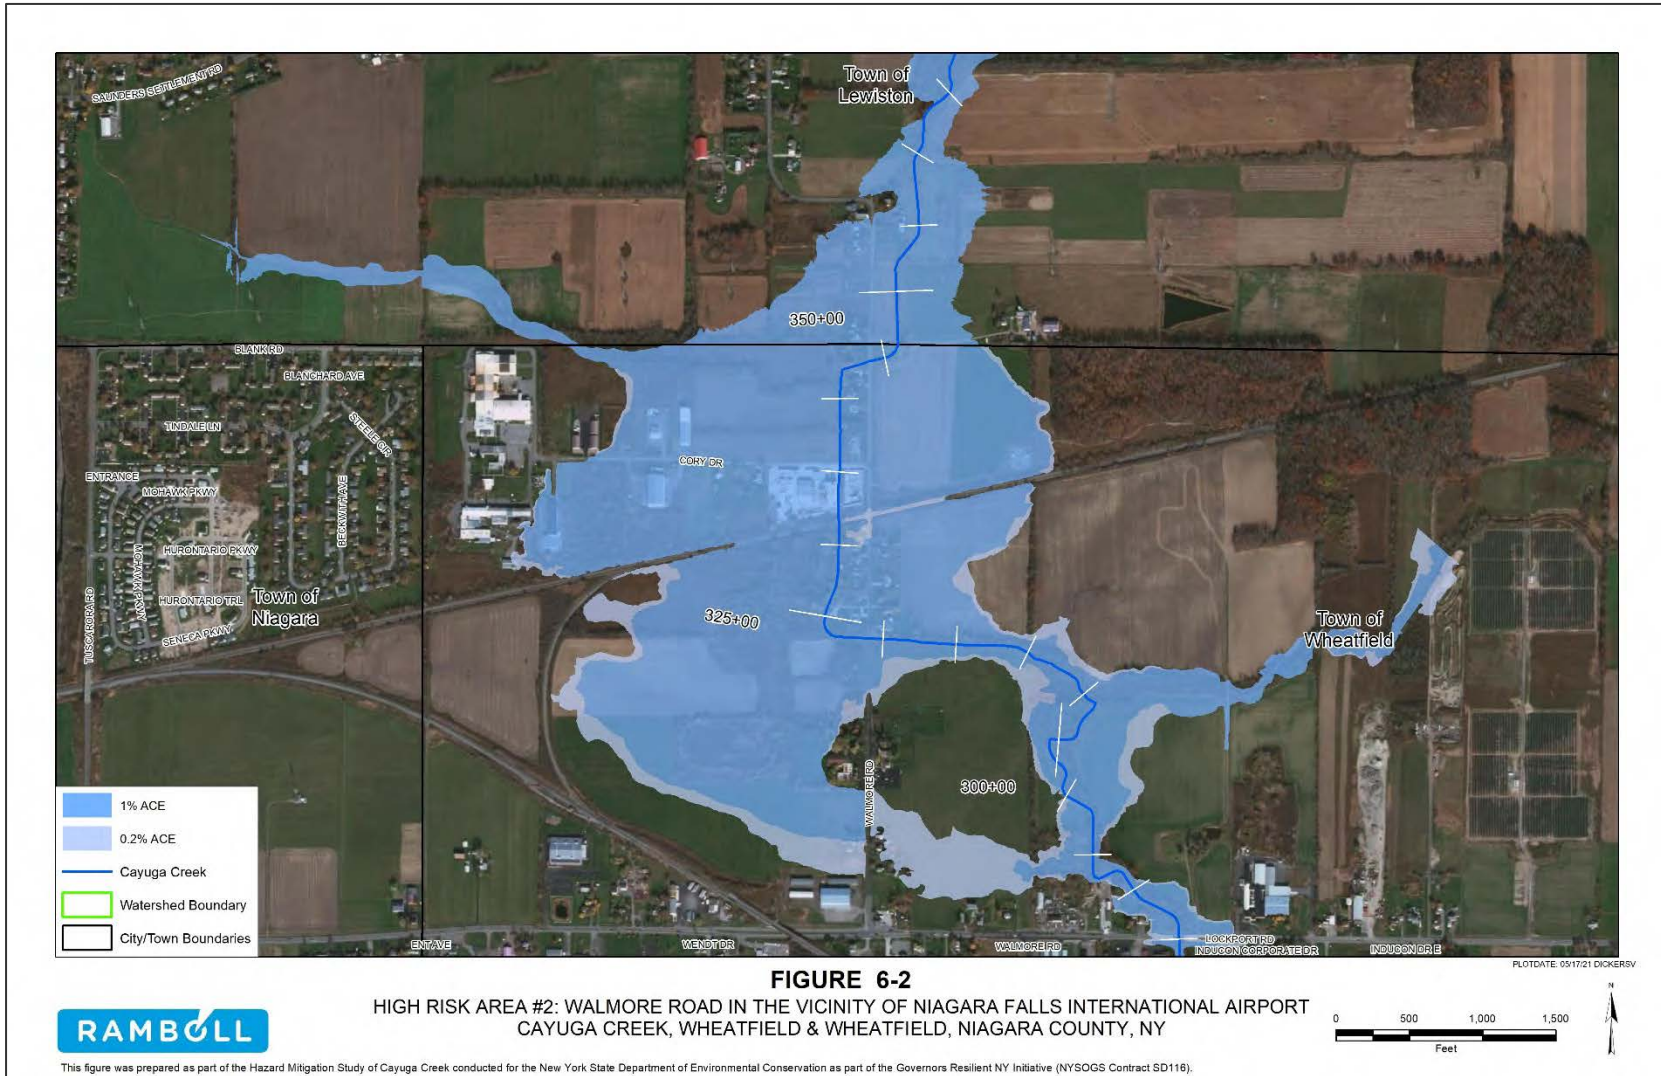 SAUNDERS SETTLEMENT RD
Town of
Lewiston
350+00
BLANK RD
BLANCHARD AVE
STEELE CIR
TINDALE LN
CORY DR
ENTRANCE
MOHAWK PKWY
BECKWITH AVE
HURONTARIO PKWY
MOHAWK PKWY
HURONTARIO TRL
Town of
Niagara
SENECA PKWY
TUSCARORA RD
325+00
Town of
Wheatfield
300+00
WALMORE RD
1% ACE
0.2% ACE
Cayuga Creek
Watershed Boundary
City/Town Boundaries
ENT AVE
WENDT DR
WALMORE RD
LOCKPORT RD
INDUCON CORPORATE DR
INDUCON DR E
PLOTDATE: 05/17/21 DICKERSV
FIGURE 6-2
HIGH RISK AREA #2: WALMORE ROAD IN THE VICINITY OF NIAGARA FALLS INTERNATIONAL AIRPORT
CAYUGA CREEK, WHEATFIELD & WHEATFIELD, NIAGARA COUNTY, NY
RAMBOLL
0 500 1,000 1,500
Feet
N
This figure was prepared as part of the Hazard Mitigation Study of Cayuga Creek conducted for the New York State Department of Environmental Conservation as part of the Governors Resilient NY Initiative (NYSOGS Contract SD116).